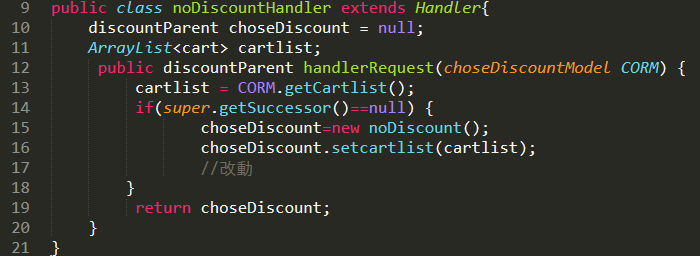 9 public class noDiscountHandler extends Handler{
10 discountParent choseDiscount = null;
11 ArrayList<cart> cartlist;
12 public discountParent handlerRequest(choseDiscountModel CORM) {
13 cartlist = CORM.getCartlist();
14 if(super.getSuccessor()==null) {
15 choseDiscount=new noDiscount();
16 choseDiscount.setcartlist(cartlist);
17 //改動
18 }
19 return choseDiscount;
20 }
21 }